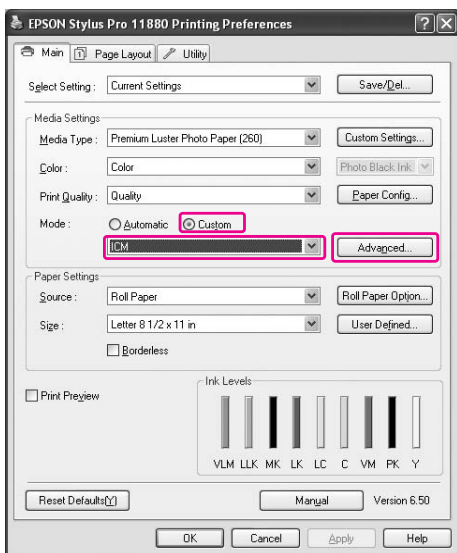 EPSON Stylus Pro 11880 Printing Preferences
Main Page Layout Utility
Select Setting : Current Settings Save/Del...
Media Settings
Media Type : Premium Luster Photo Paper (260) Custom Settings...
Color : Color Photo Black Ink
Print Quality : Quality Paper Config...
Mode : Automatic Custom
ICM Advanced...
Paper Settings
Source : Roll Paper Roll Paper Option...
Size : Letter 8 1/2 x 11 in User Defined...
Borderless
Print Preview
Ink Levels
VLM LLK MK LK LC C VM PK Y
Reset Defaults(Y) Manual Version 6.50
OK Cancel Apply Help